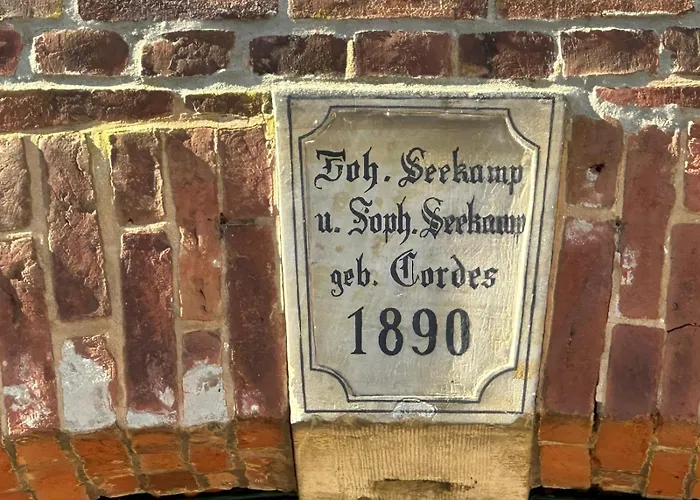 Joh. Seekamp
u. Soph. Seekamp
geb. Cordes
1890